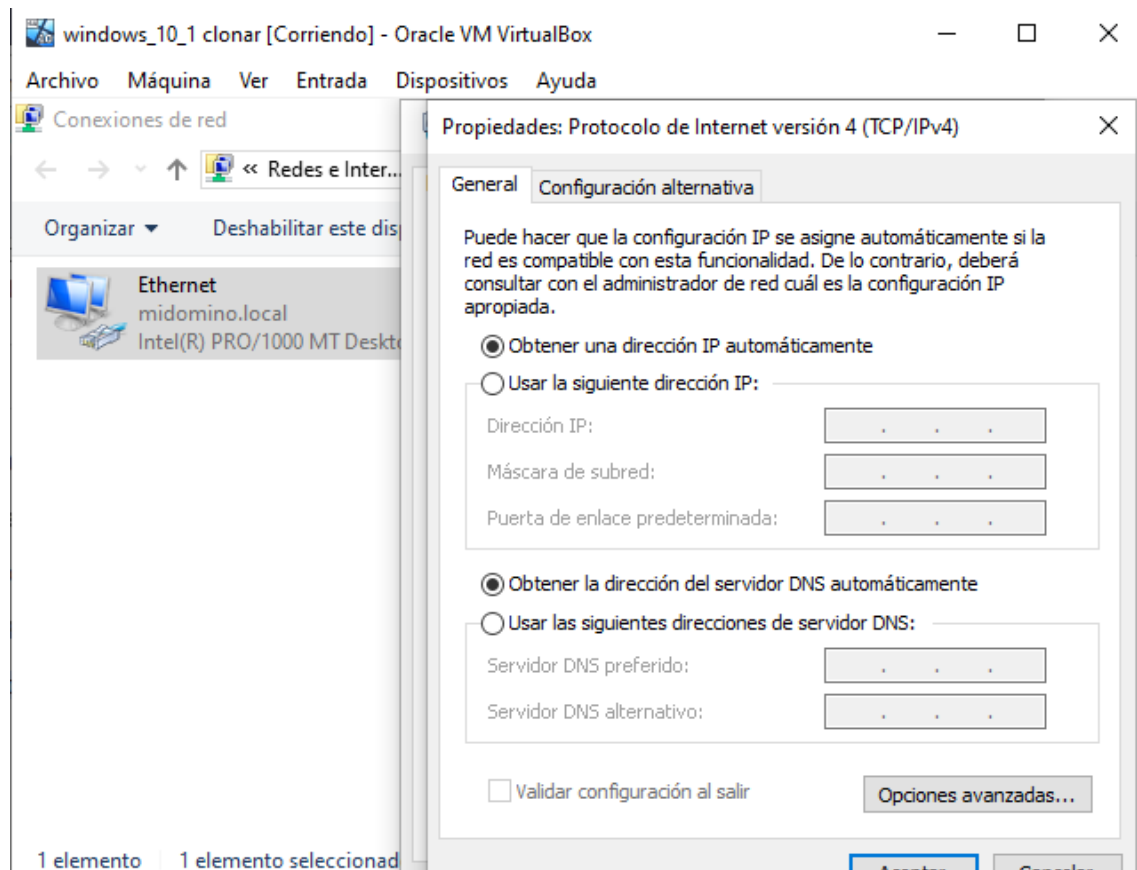 windows_10_1 clonar [Corriendo] - Oracle VM VirtualBox
Archivo Máquina Ver Entrada Dispositivos Ayuda
Conexiones de red
« Redes e Inter...
Organizar Deshabilitar este dis
Ethernet
midomino.local
Intel(R) PRO/1000 MT Deskt
1 elemento 1 elemento seleccionad
Propiedades: Protocolo de Internet versión 4 (TCP/IPv4)
General Configuración alternativa
Puede hacer que la configuración IP se asigne automáticamente si la
red es compatible con esta funcionalidad. De lo contrario, deberá
consultar con el administrador de red cuál es la configuración IP
apropiada.
Obtener una dirección IP automáticamente
Usar la siguiente dirección IP:
Dirección IP:
Máscara de subred:
Puerta de enlace predeterminada:
Obtener la dirección del servidor DNS automáticamente
Usar las siguientes direcciones de servidor DNS:
Servidor DNS preferido:
Servidor DNS alternativo:
Validar configuración al salir
Opciones avanzadas...
Aceptar Cancelar